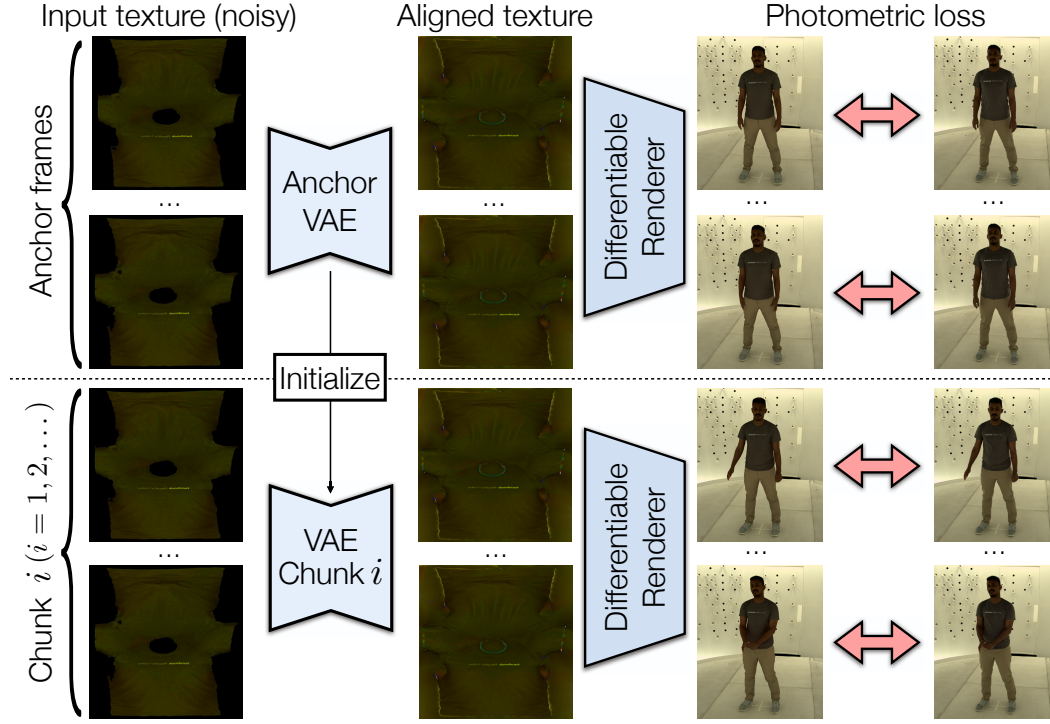 Input texture (noisy)
Aligned texture
Photometric loss
Anchor frames
...
Anchor
VAE
...
Differentiable
Renderer
...
...
Initialize
Chunk i (i = 1, 2, . . . )
...
VAE
Chunk i
...
Differentiable
Renderer
...
...